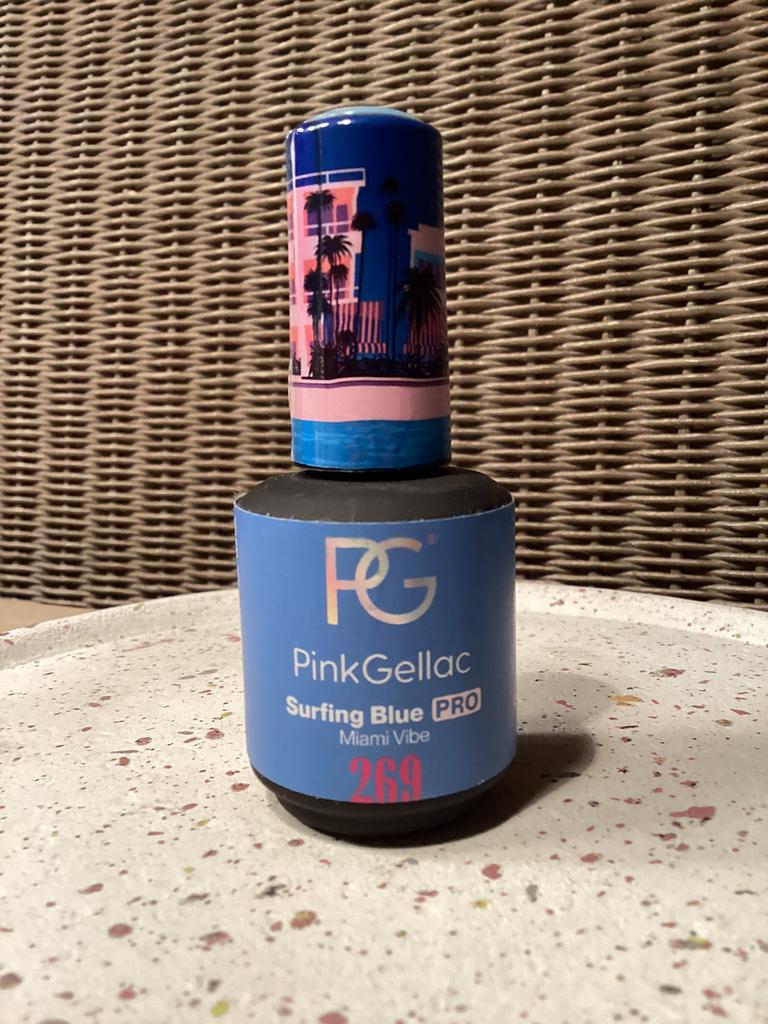 PG®
PinkGellac
Surfing Blue PRO
Miami Vibe
269